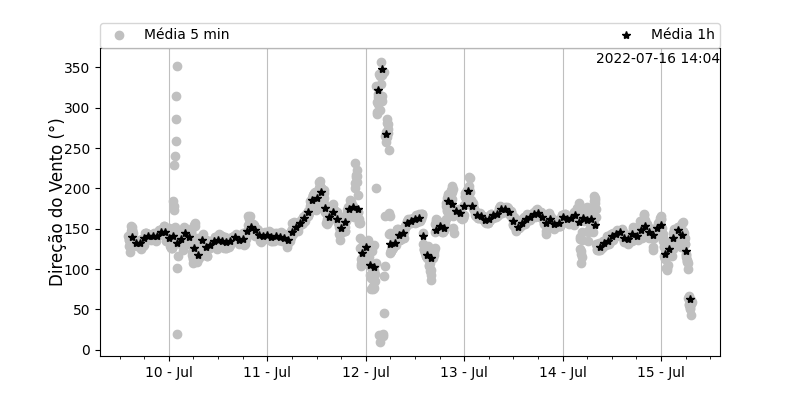 Média 5 min
Média 1h
2022-07-16 14:04
Direção do Vento (°)
350
300
250
200
150
100
50
0
10 - Jul
11 - Jul
12 - Jul
13 - Jul
14 - Jul
15 - Jul